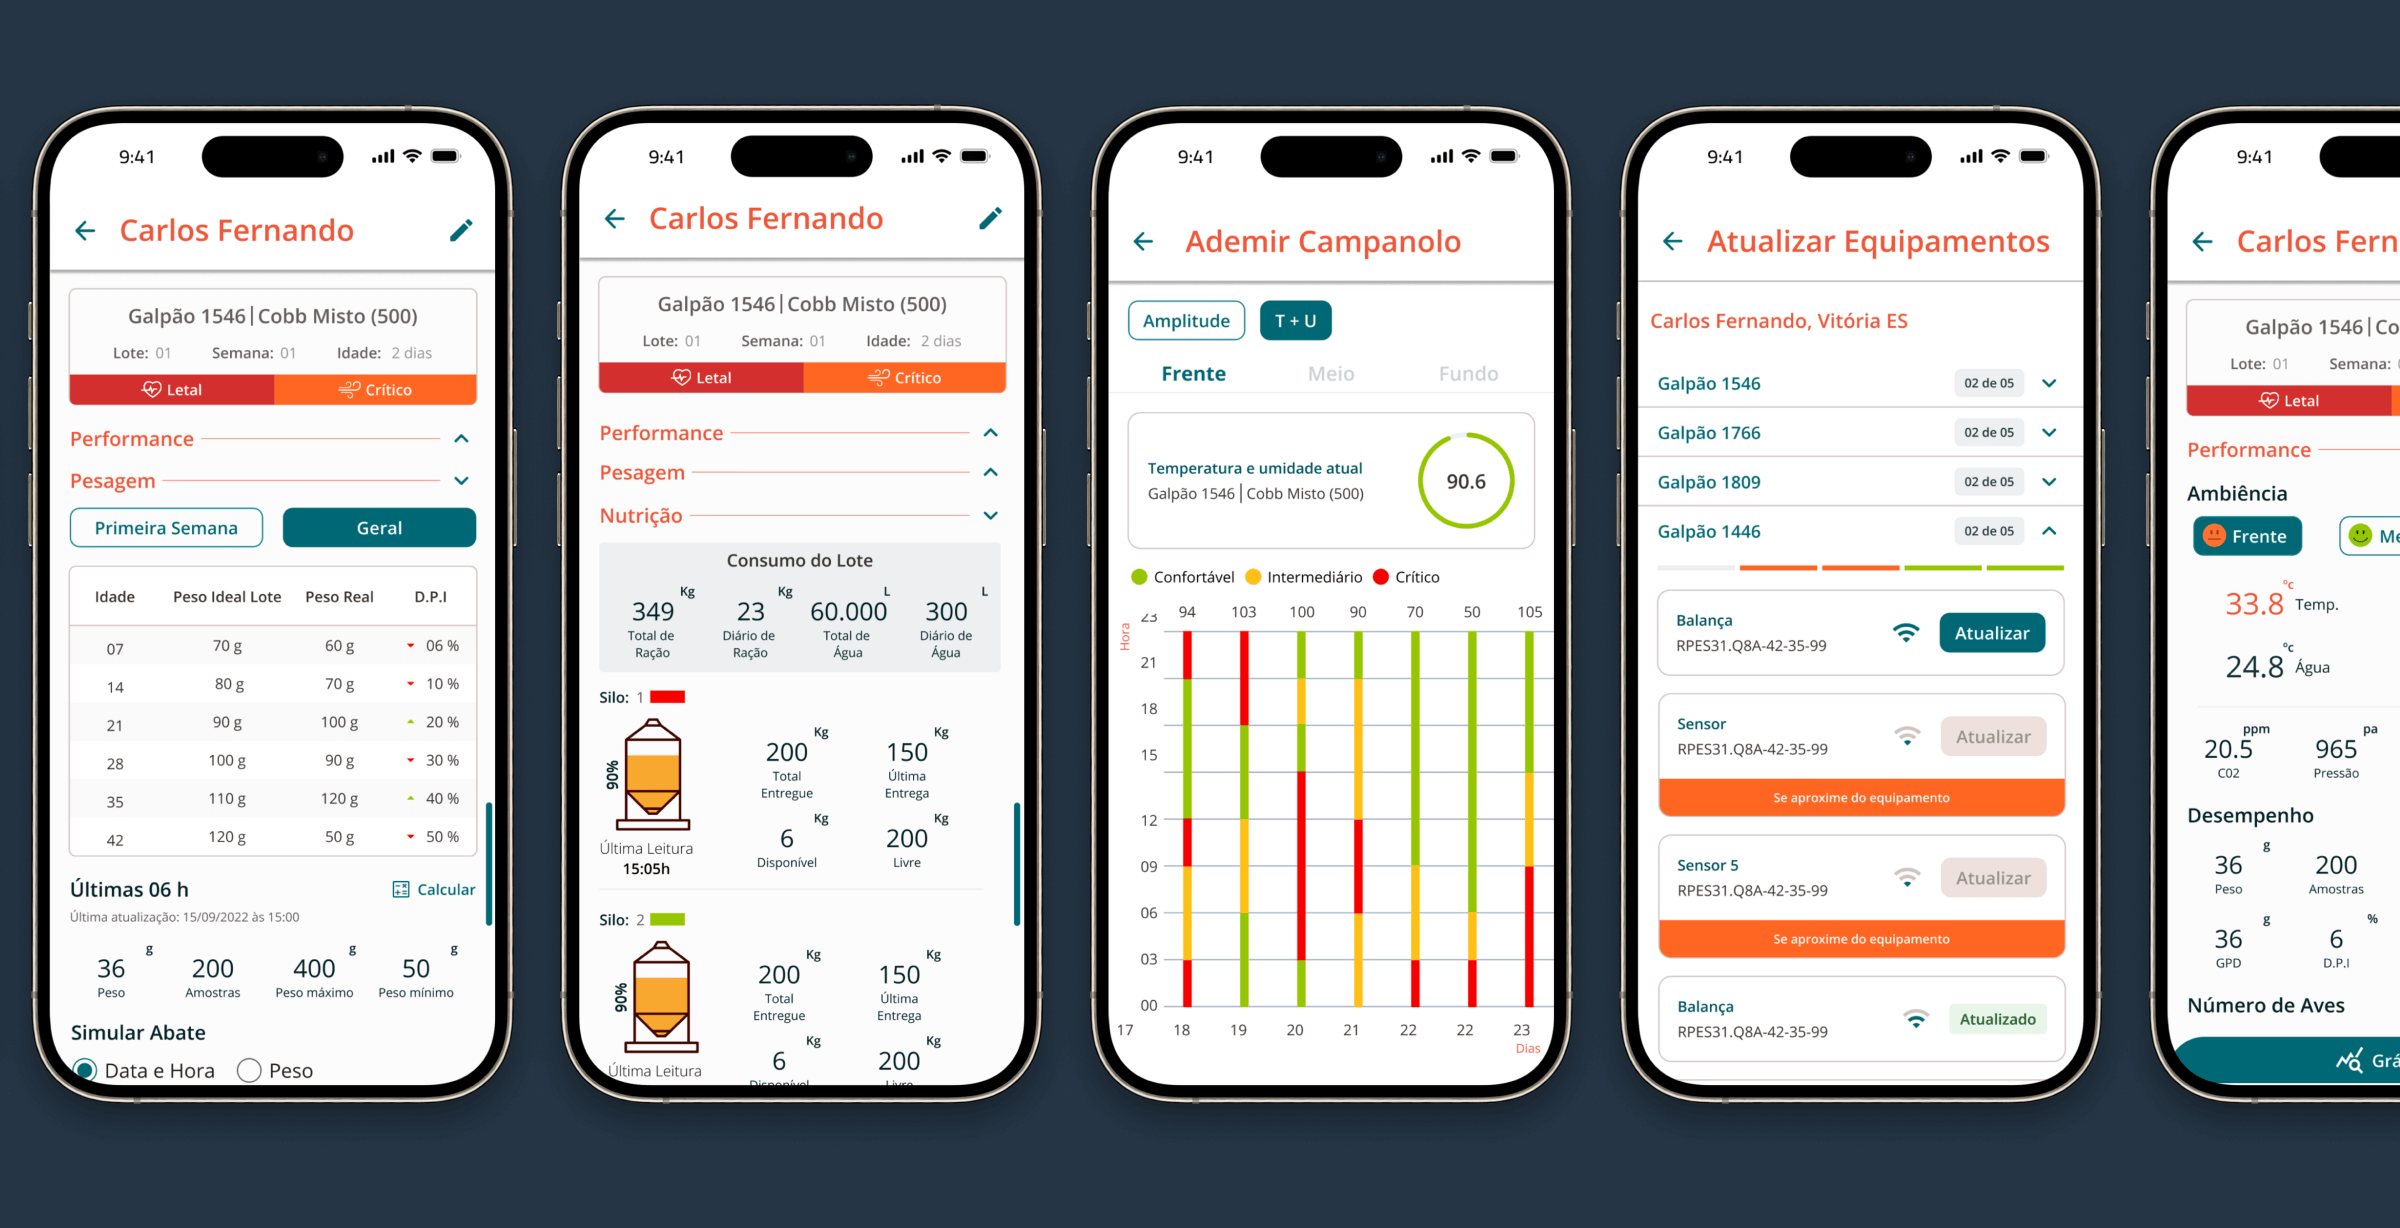 9:41
Carlos Fernando
Galpão 1546|Cobb Misto (500)
Lote: 01 Semana: 01 Idade: 2 dias
Letal Crítico
Performance
Pesagem
Primeira Semana Geral
Idade Peso Ideal Lote Peso Real D.P.I
07 70 g 60 g 06 %
14 80 g 70 g 10 %
21 90 g 100 g 20 %
28 100 g 90 g 30 %
35 110 g 120 g 40 %
42 120 g 50 g 50 %
Últimas 06 h Calcular
Última atualização: 15/09/2022 às 15:00
g g g
36 200 400 50
Peso Amostras Peso máximo Peso mínimo
Simular Abate
Data e Hora Peso
9:41
Carlos Fernando
Galpão 1546|Cobb Misto (500)
Lote: 01 Semana: 01 Idade: 2 dias
Letal Crítico
Performance
Pesagem
Nutrição
Consumo do Lote
Kg Kg L L
349 23 60.000 300
Total de Diário de Total de Diário de
Ração Ração Água Água
Silo: 1
90%
Kg Kg
200 150
Total Última
Entregue Entrega
Kg Kg
6 200
Disponível Livre
Última Leitura
15:05h
Silo: 2
90%
Kg Kg
200 150
Total Última
Entregue Entrega
Kg Kg
6 200
Disponível Livre
Última Leitura
9:41
Ademir Campanolo
Amplitude T + U
Frente Meio Fundo
Temperatura e umidade atual
Galpão 1546|Cobb Misto (500)
90.6
Confortável Intermediário Crítico
Hora
23 94 103 100 90 70 50 105
21
18
15
12
09
06
03
00
17 18 19 20 21 22 22 23
Dias
9:41
Atualizar Equipamentos
Carlos Fernando, Vitória ES
Galpão 1546 02 de 05
Galpão 1766 02 de 05
Galpão 1809 02 de 05
Galpão 1446 02 de 05
Balança
RPES31.Q8A-42-35-99
Atualizar
Sensor
RPES31.Q8A-42-35-99
Atualizar
Se aproxime do equipamento
Sensor 5
RPES31.Q8A-42-35-99
Atualizar
Se aproxime do equipamento
Balança
RPES31.Q8A-42-35-99
Atualizado
9:41
Carlos Fern
Galpão 1546|Co
Lote: 01 Semana:
Letal
Performance
Ambiência
Frente Me
°c
33.8 Temp.
°c
24.8 Água
ppm pa
20.5 965
C02 Pressão
Desempenho
g
36 200
Peso Amostras
g %
36 6
GPD D.P.I
Número de Aves
Grá